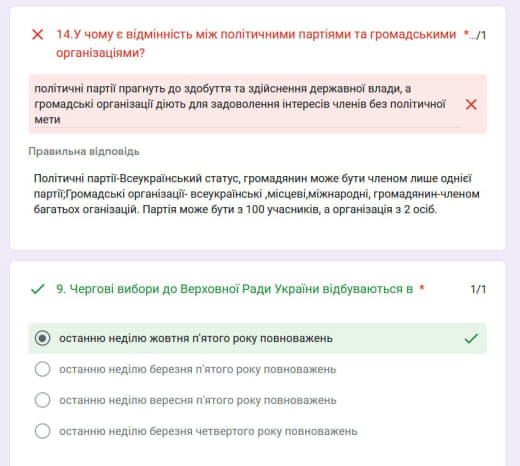 14.У чому є відмінність між політичними партіями та громадськими * .../1
організаціями?
політичні партії прагнуть до здобуття та здійснення державної влади, а
громадські організації діють для задоволення інтересів членів без політичної
мети
Правильна відповідь
Політичні партії-Всеукраїнський статус, громадянин може бути членом лише однієї
партії;Громадські організації- всеукраїнські ,місцеві,міжнародні, громадянин-членом
багатьох оганізацій. Партія може бути з 100 учасників, а організація з 2 осіб.
9. Чергові вибори до Верховної Ради України відбуваються в * 1/1
останню неділю жовтня п'ятого року повноважень
останню неділю березня п'ятого року повноважень
останню неділю вересня п'ятого року повноважень
останню неділю березня четвертого року повноважень